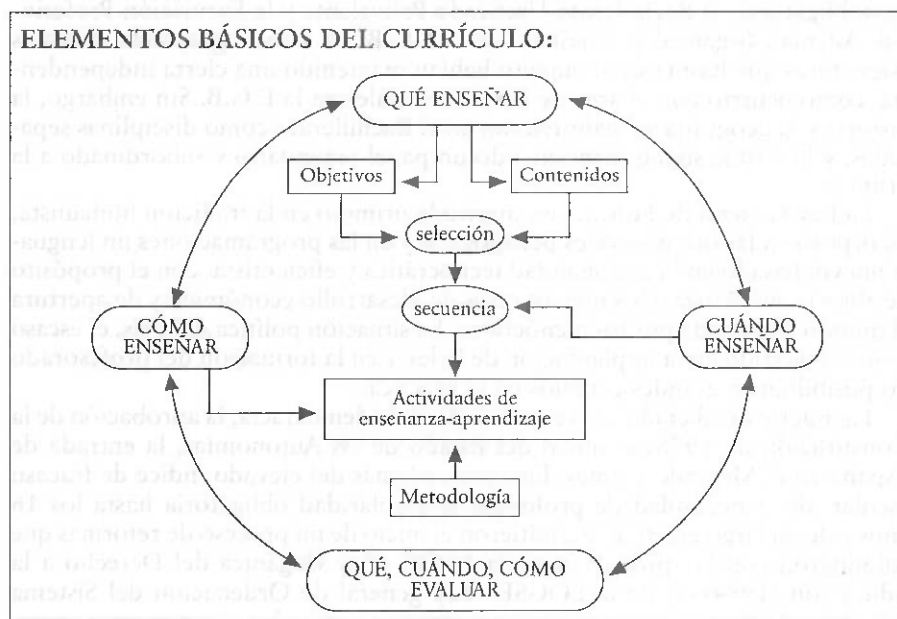 ELEMENTOS BÁSICOS DEL CURRÍCULO:
QUÉ ENSEÑAR
Objetivos
Contenidos
selección
secuencia
CÓMO
ENSEÑAR
CUÁNDO
ENSEÑAR
Actividades de
enseñanza-aprendizaje
Metodología
QUÉ, CUÁNDO, CÓMO
EVALUAR